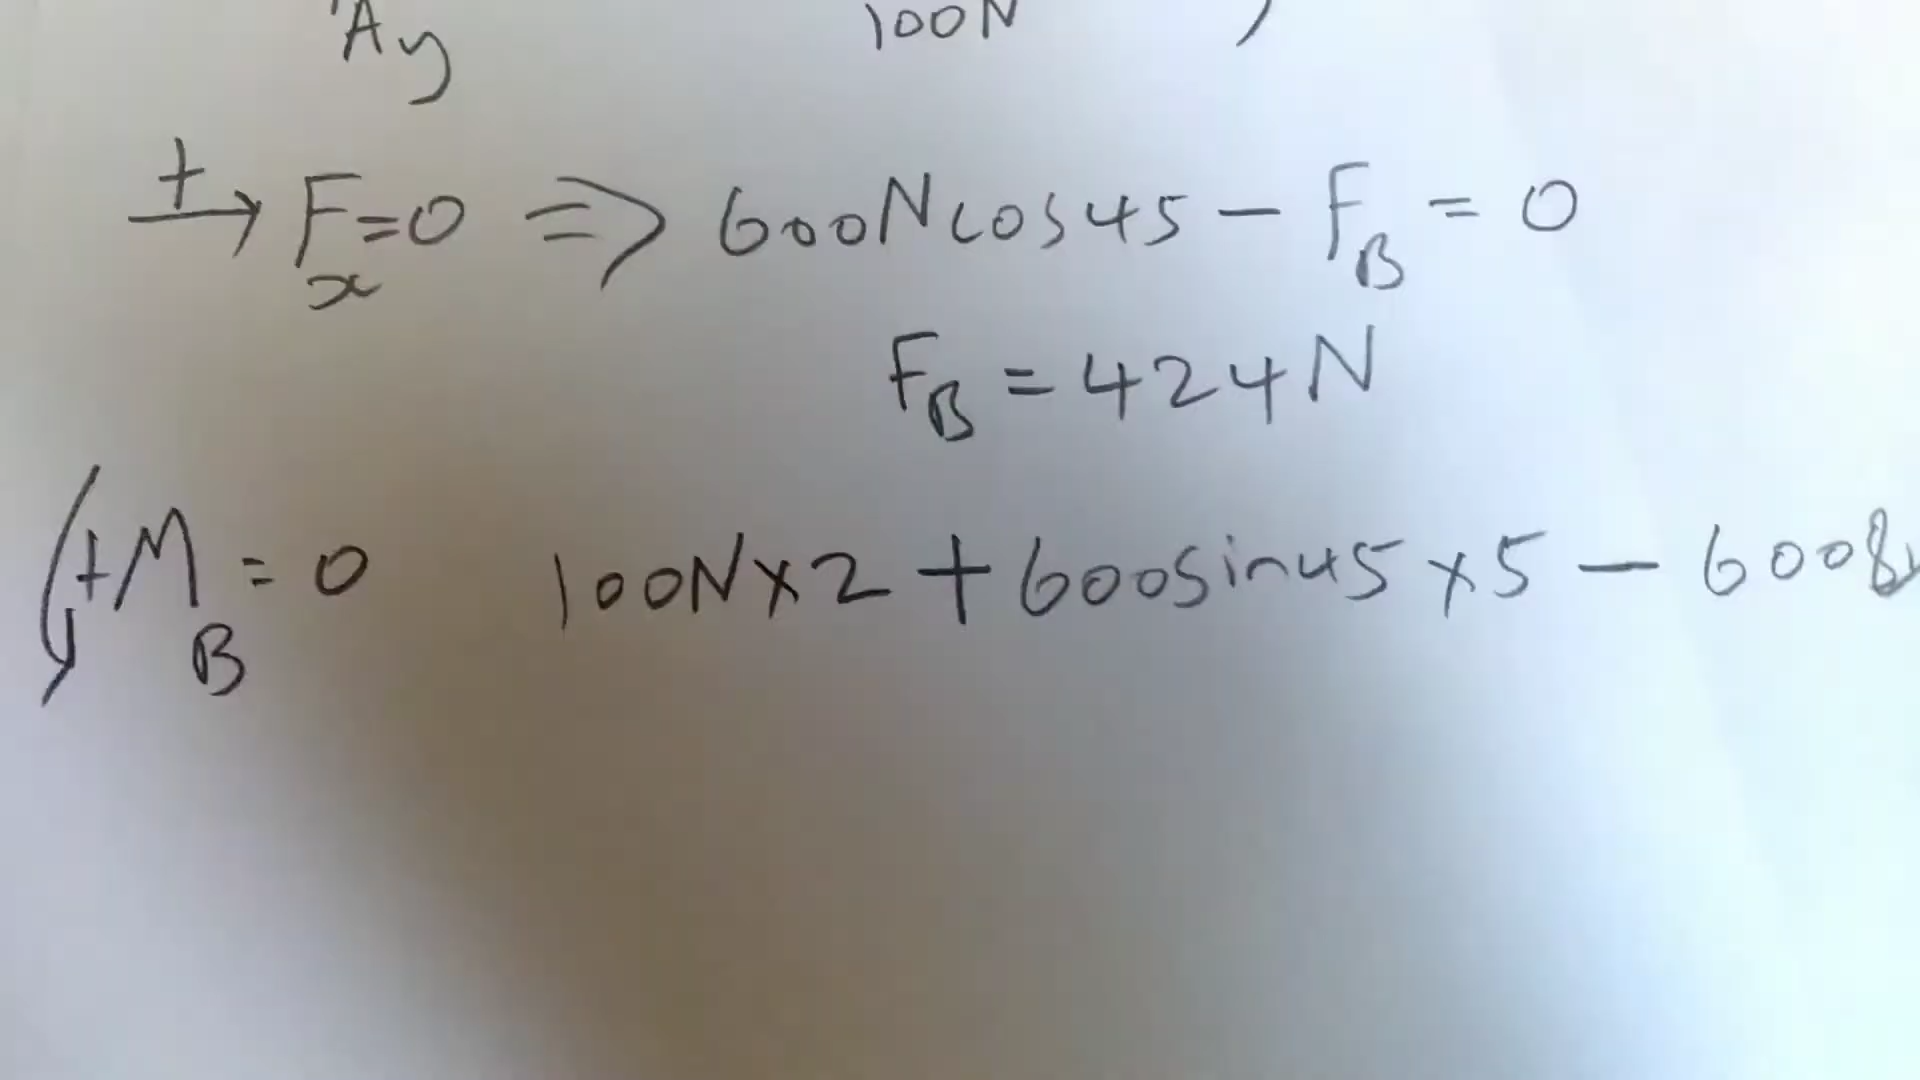 Ay 100N
+→ Fx=0 ⇒ 600Ncos45 − FB = 0
FB = 424N
+MB = 0 100N×2 + 600sin45×5 − 600